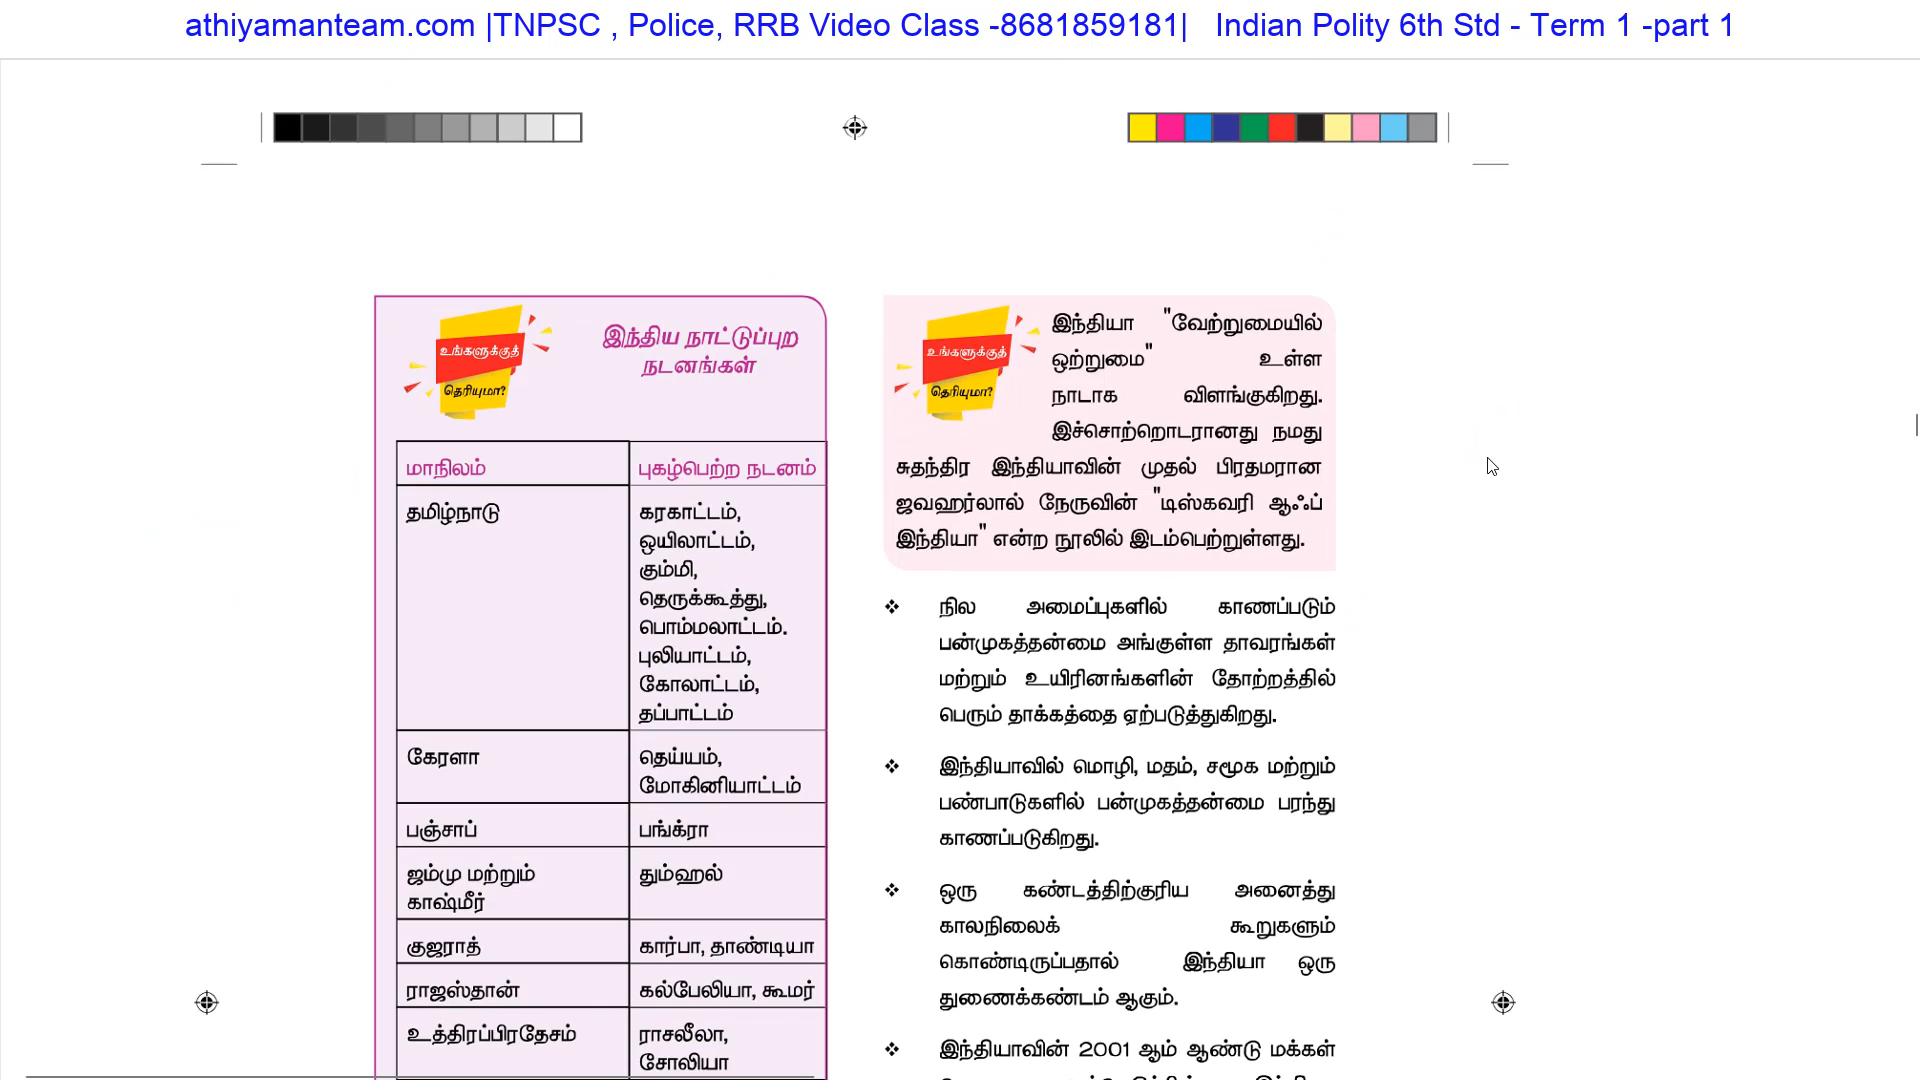 athiyamanteam.com |TNPSC , Police, RRB Video Class -8681859181|   Indian Polity 6th Std - Term 1 -part 1
உங்களுக்குத்
தெரியுமா?
இந்திய நாட்டுப்புற
நடனங்கள்
மாநிலம் புகழ்பெற்ற நடனம்
தமிழ்நாடு கரகாட்டம்,
ஒயிலாட்டம்,
கும்மி,
தெருக்கூத்து,
பொம்மலாட்டம்.
புலியாட்டம்,
கோலாட்டம்,
தப்பாட்டம்
கேரளா தெய்யம்,
மோகினியாட்டம்
பஞ்சாப் பங்க்ரா
ஜம்மு மற்றும் தும்ஹல்
காஷ்மீர்
குஜராத் கார்பா, தாண்டியா
ராஜஸ்தான் கல்பேலியா, கூமர்
உத்திரப்பிரதேசம் ராசலீலா,
சோலியா
உங்களுக்குத்
தெரியுமா?
இந்தியா "வேற்றுமையில்
ஒற்றுமை" உள்ள
நாடாக விளங்குகிறது.
இச்சொற்றொடரானது நமது
சுதந்திர இந்தியாவின் முதல் பிரதமரான
ஜவஹர்லால் நேருவின் "டிஸ்கவரி ஆஃப்
இந்தியா" என்ற நூலில் இடம்பெற்றுள்ளது.
❖ நில அமைப்புகளில் காணப்படும்
பன்முகத்தன்மை அங்குள்ள தாவரங்கள்
மற்றும் உயிரினங்களின் தோற்றத்தில்
பெரும் தாக்கத்தை ஏற்படுத்துகிறது.
❖ இந்தியாவில் மொழி, மதம், சமூக மற்றும்
பண்பாடுகளில் பன்முகத்தன்மை பரந்து
காணப்படுகிறது.
❖ ஒரு கண்டத்திற்குரிய அனைத்து
காலநிலைக் கூறுகளும்
கொண்டிருப்பதால் இந்தியா ஒரு
துணைக்கண்டம் ஆகும்.
❖ இந்தியாவின் 2001 ஆம் ஆண்டு மக்கள்